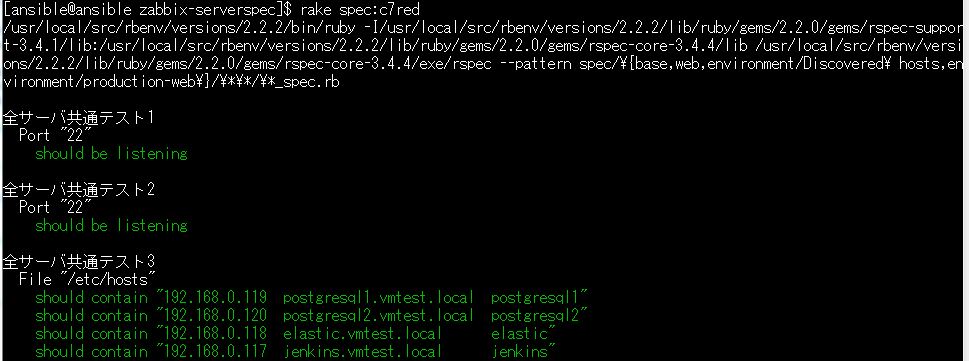 [ansible@ansible zabbix-serverspec]$ rake spec:c7red
/usr/local/src/rbenv/versions/2.2.2/bin/ruby -I/usr/local/src/rbenv/versions/2.2.2/lib/ruby/gems/2.2.0/gems/rspec-suppor
t-3.4.1/lib:/usr/local/src/rbenv/versions/2.2.2/lib/ruby/gems/2.2.0/gems/rspec-core-3.4.4/lib /usr/local/src/rbenv/versi
ons/2.2.2/lib/ruby/gems/2.2.0/gems/rspec-core-3.4.4/exe/rspec --pattern spec/¥{base,web,environment/Discovered¥ hosts,en
vironment/production-web¥}/¥*¥*/¥*_spec.rb
全サーバ共通テスト1
Port "22"
should be listening
全サーバ共通テスト2
Port "22"
should be listening
全サーバ共通テスト3
File "/etc/hosts"
should contain "192.168.0.119  postgresql1.vmtest.local  postgresql1"
should contain "192.168.0.120  postgresql2.vmtest.local  postgresql2"
should contain "192.168.0.118  elastic.vmtest.local      elastic"
should contain "192.168.0.117  jenkins.vmtest.local      jenkins"